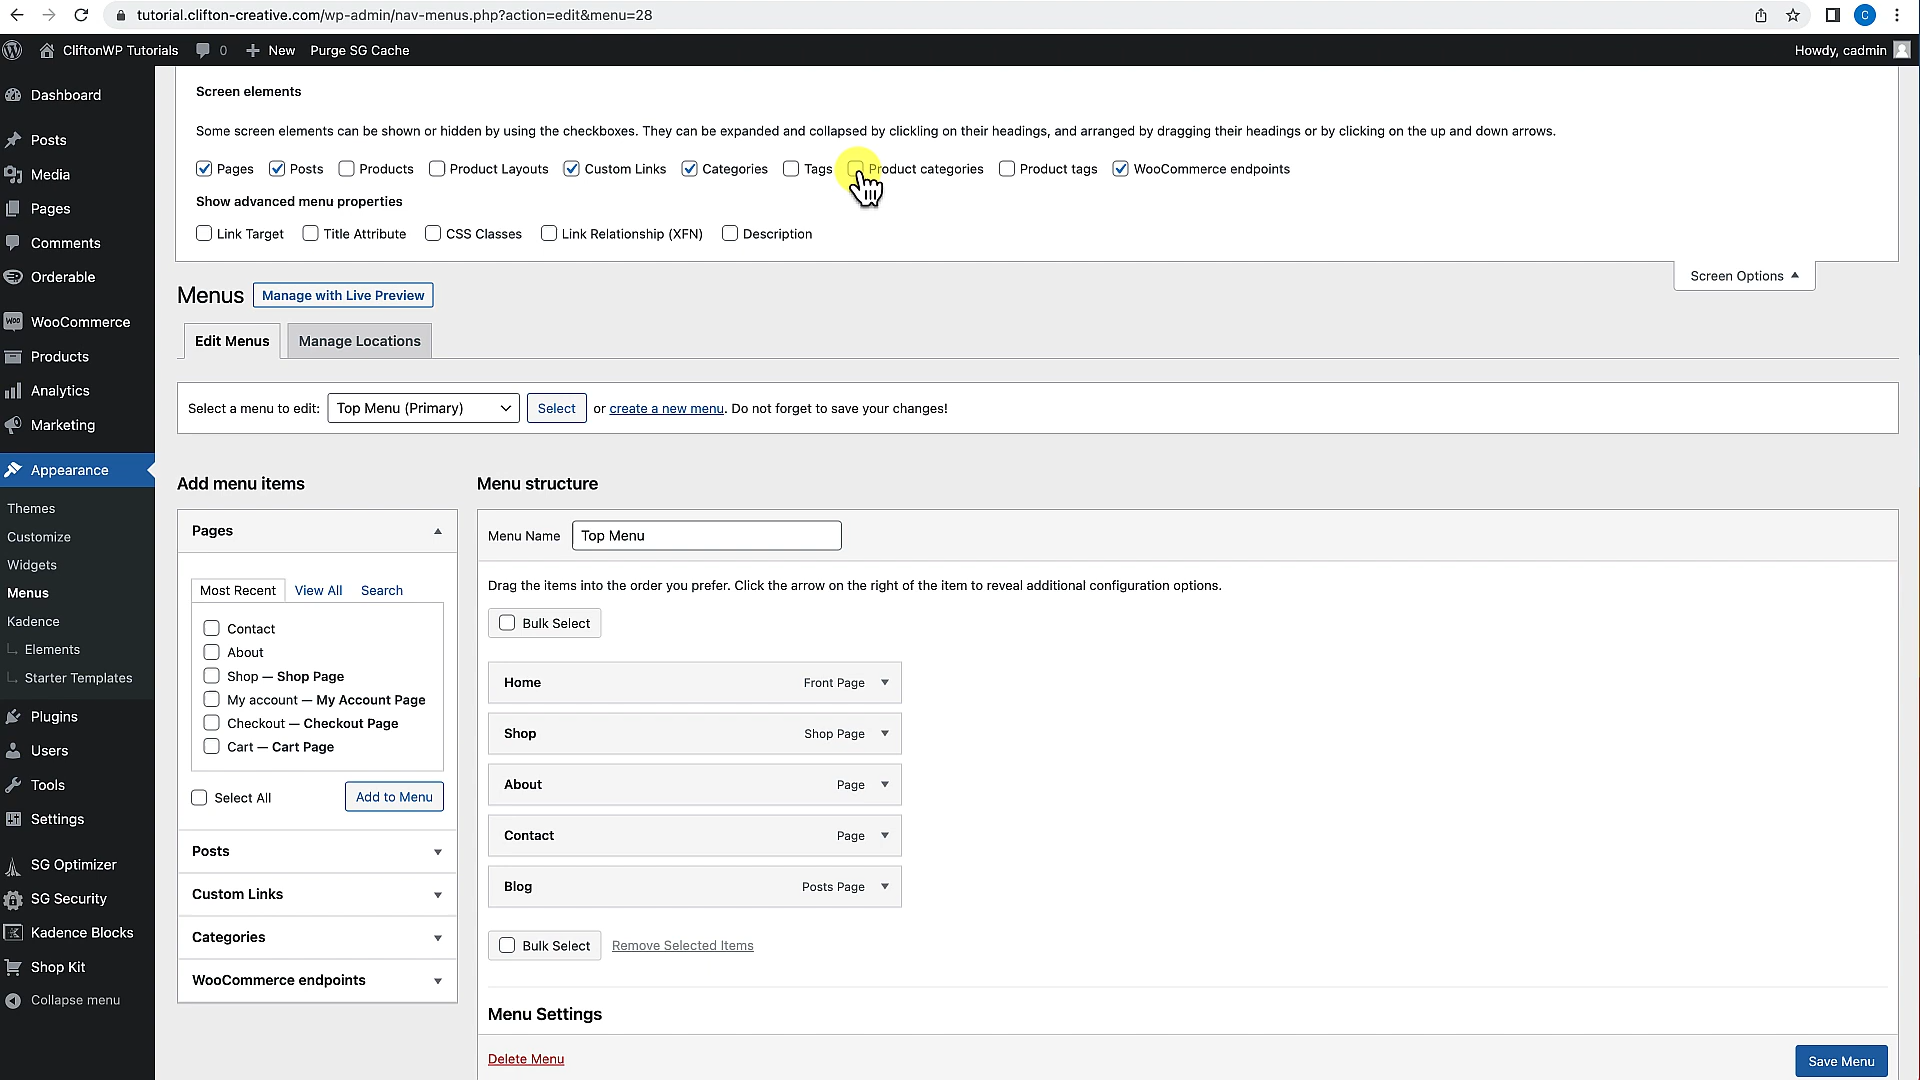 tutorial.clifton-creative.com/wp-admin/nav-menus.php?action=edit&menu=28
C
CliftonWP Tutorials 0 New Purge SG Cache Howdy, cadmin
Dashboard
Posts
Media
Pages
Comments
Orderable
WooCommerce
Products
Analytics
Marketing
Appearance
Themes
Customize
Widgets
Menus
Kadence
Elements
Starter Templates
Plugins
Users
Tools
Settings
SG Optimizer
SG Security
Kadence Blocks
Shop Kit
Collapse menu
Screen elements
Some screen elements can be shown or hidden by using the checkboxes. They can be expanded and collapsed by clickling on their headings, and arranged by dragging their headings or by clicking on the up and down arrows.
Pages Posts Products Product Layouts Custom Links Categories Tags Product categories Product tags WooCommerce endpoints
Show advanced menu properties
Link Target Title Attribute CSS Classes Link Relationship (XFN) Description
Screen Options
Menus Manage with Live Preview
Edit Menus Manage Locations
Select a menu to edit: Top Menu (Primary) Select or create a new menu. Do not forget to save your changes!
Add menu items
Pages
Most Recent View All Search
Contact
About
Shop — Shop Page
My account — My Account Page
Checkout — Checkout Page
Cart — Cart Page
Select All Add to Menu
Posts
Custom Links
Categories
WooCommerce endpoints
Menu structure
Menu Name Top Menu
Drag the items into the order you prefer. Click the arrow on the right of the item to reveal additional configuration options.
Bulk Select
Home Front Page
Shop Shop Page
About Page
Contact Page
Blog Posts Page
Bulk Select Remove Selected Items
Menu Settings
Delete Menu Save Menu